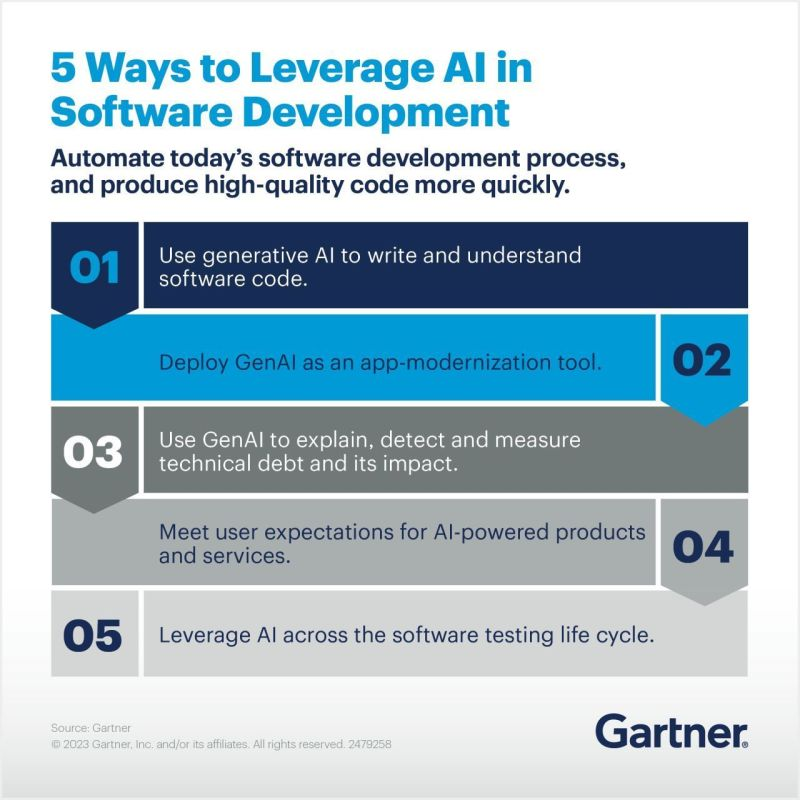 5 Ways to Leverage AI in
Software Development
Automate today's software development process,
and produce high-quality code more quickly.
01
Use generative AI to write and understand
software code.
Deploy GenAI as an app-modernization tool.
02
03
Use GenAI to explain, detect and measure
technical debt and its impact.
Meet user expectations for AI-powered products
and services.
04
05
Leverage AI across the software testing life cycle.
Source: Gartner
© 2023 Gartner, Inc. and/or its affiliates. All rights reserved. 2479258
Gartner®